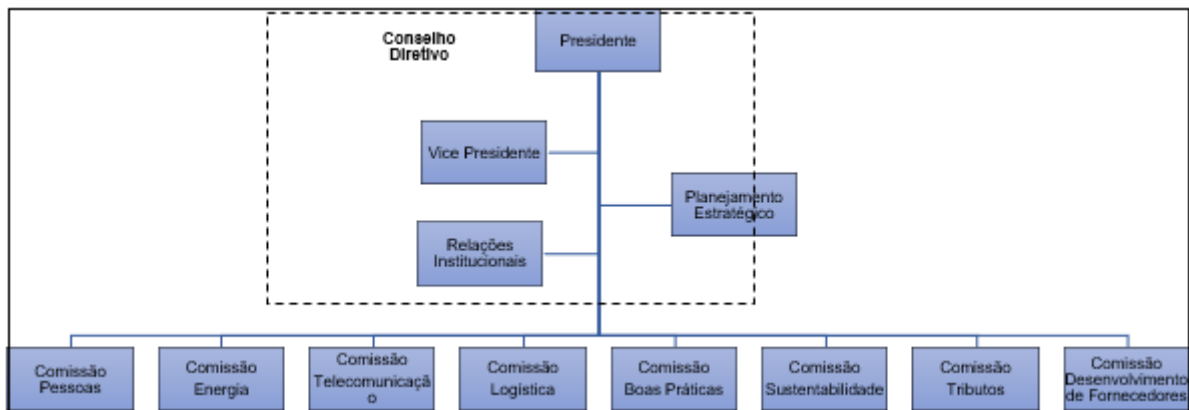 Conselho
Diretivo
Presidente
Vice Presidente
Planejamento
Estratégico
Relações
Institucionais
Comissão
Pessoas
Comissão
Energia
Comissão
Telecomunicaçã
o
Comissão
Logística
Comissão
Boas Práticas
Comissão
Sustentabilidade
Comissão
Tributos
Comissão
Desenvolvimento
de Fornecedores